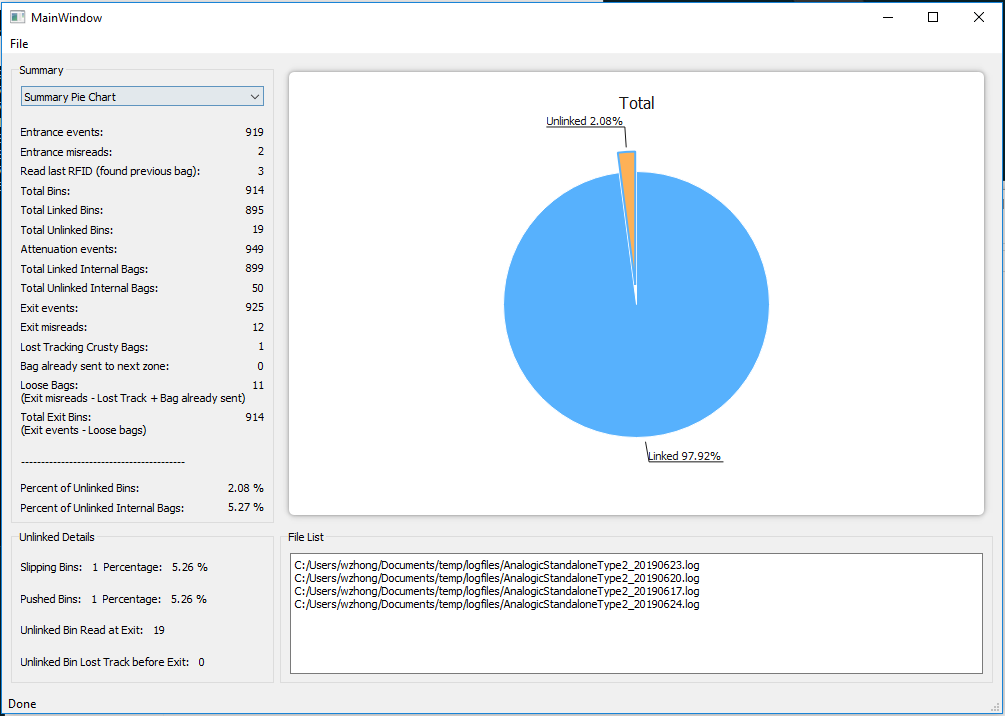 MainWindow
File
Summary
Summary Pie Chart
Entrance events: 919
Entrance misreads: 2
Read last RFID (found previous bag): 3
Total Bins: 914
Total Linked Bins: 895
Total Unlinked Bins: 19
Attenuation events: 949
Total Linked Internal Bags: 899
Total Unlinked Internal Bags: 50
Exit events: 925
Exit misreads: 12
Lost Tracking Crusty Bags: 1
Bag already sent to next zone: 0
Loose Bags: 11
(Exit misreads - Lost Track + Bag already sent)
Total Exit Bins: 914
(Exit events - Loose bags)
-----------------------------------------
Percent of Unlinked Bins: 2.08 %
Percent of Unlinked Internal Bags: 5.27 %
Total
Unlinked 2.08%
Linked 97.92%
Unlinked Details
Slipping Bins: 1 Percentage: 5.26 %
Pushed Bins: 1 Percentage: 5.26 %
Unlinked Bin Read at Exit: 19
Unlinked Bin Lost Track before Exit: 0
File List
C:/Users/wzhong/Documents/temp/logfiles/AnalogicStandaloneType2_20190623.log
C:/Users/wzhong/Documents/temp/logfiles/AnalogicStandaloneType2_20190620.log
C:/Users/wzhong/Documents/temp/logfiles/AnalogicStandaloneType2_20190617.log
C:/Users/wzhong/Documents/temp/logfiles/AnalogicStandaloneType2_20190624.log
Done